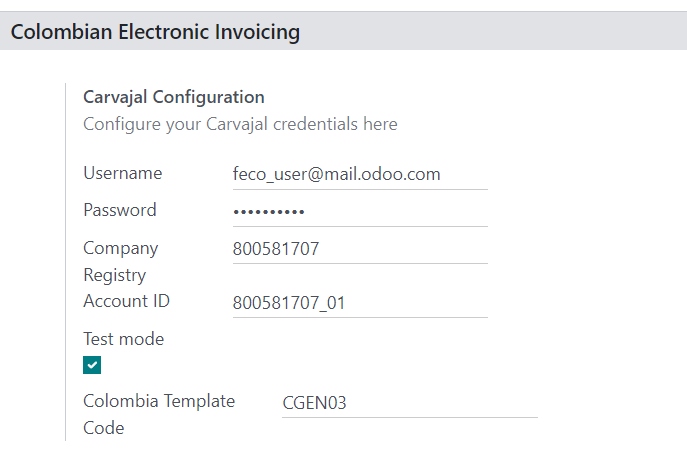 Colombian Electronic Invoicing
Carvajal Configuration
Configure your Carvajal credentials here
Username feco_user@mail.odoo.com
Password ••••••••••
Company 800581707
Registry
Account ID 800581707_01
Test mode
Colombia Template CGEN03
Code